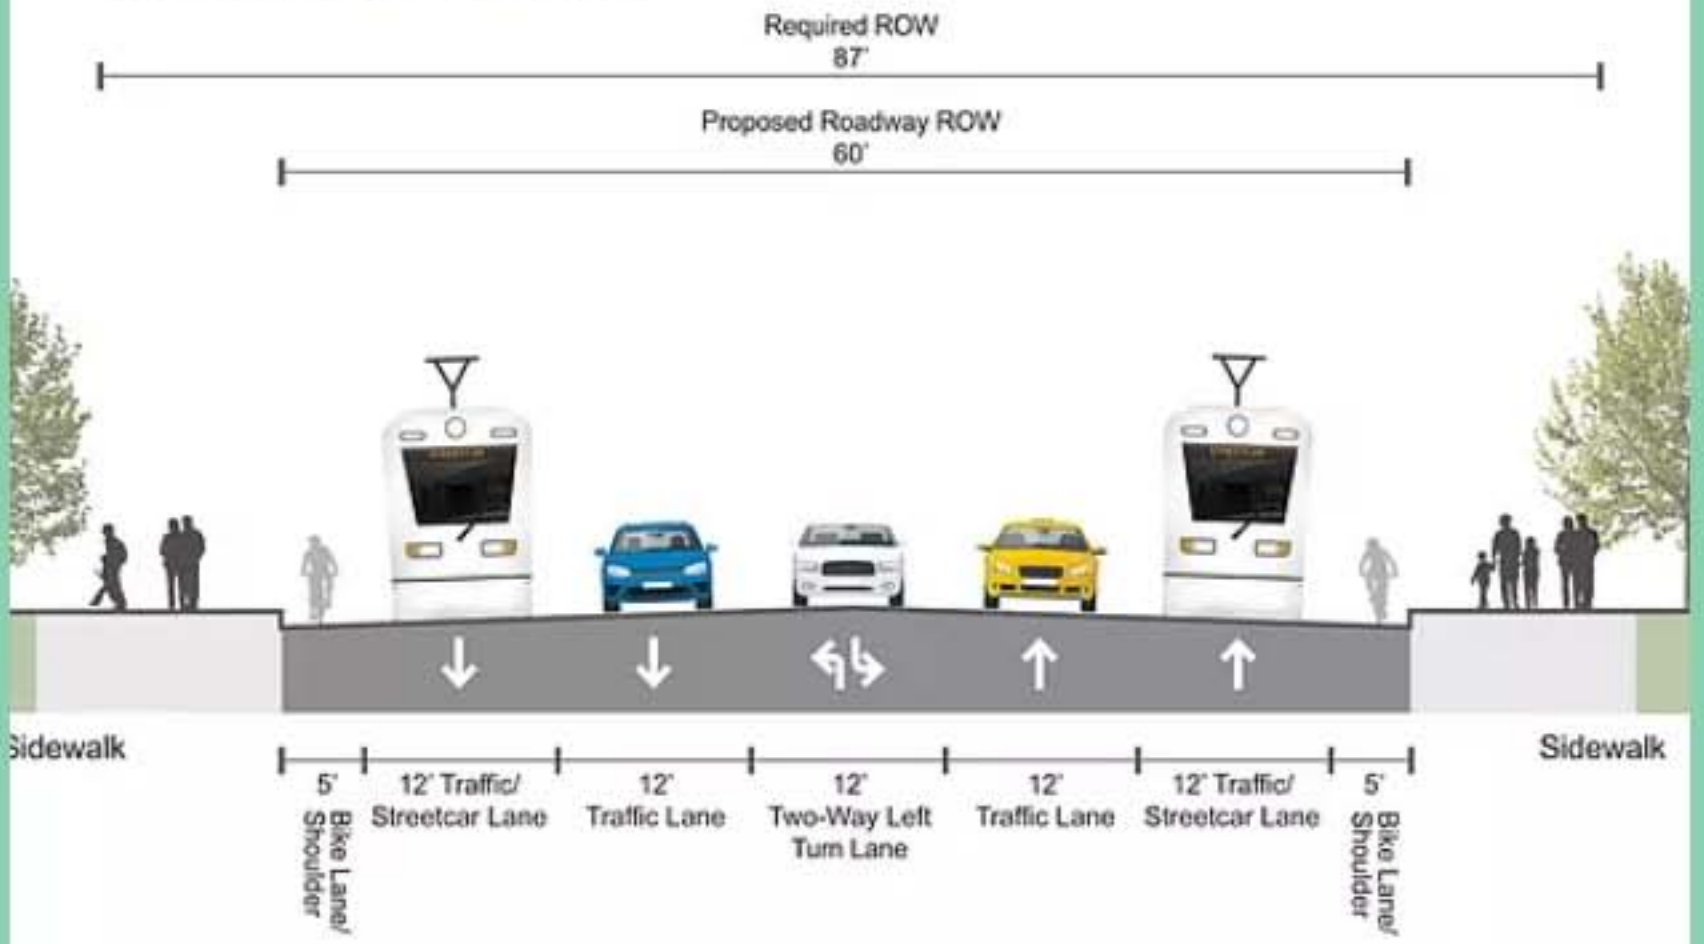 Required ROW
87'
Proposed Roadway ROW
60'
Sidewalk
Sidewalk
5'
Bike Lane/
Shoulder
12' Traffic/
Streetcar Lane
12'
Traffic Lane
12'
Two-Way Left
Turn Lane
12'
Traffic Lane
12' Traffic/
Streetcar Lane
5'
Bike Lane/
Shoulder